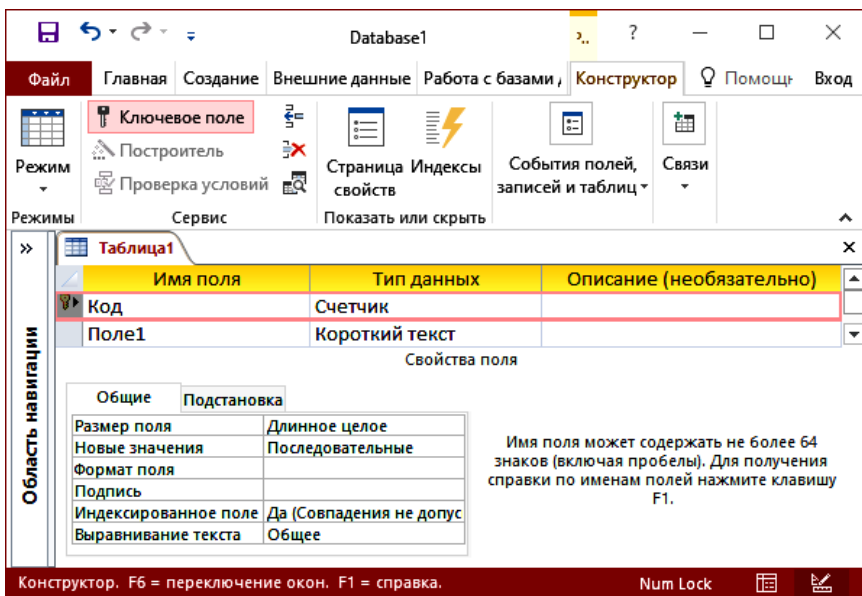 Database1
?
Файл Главная Создание Внешние данные Работа с базами Конструктор Помощн Вход
Режим
Ключевое поле
Построитель
Проверка условий
Страница свойств
Индексы
События полей,
записей и таблиц
Связи
Режимы Сервис Показать или скрыть
» Таблица1
Имя поля Тип данных Описание (необязательно)
Код Счетчик
Поле1 Короткий текст
Свойства поля
Область навигации
Общие Подстановка
Размер поля Длинное целое
Новые значения Последовательные
Формат поля
Подпись
Индексированное поле Да (Совпадения не допус
Выравнивание текста Общее
Имя поля может содержать не более 64
знаков (включая пробелы). Для получения
справки по именам полей нажмите клавишу
F1.
Конструктор. F6 = переключение окон. F1 = справка. Num Lock